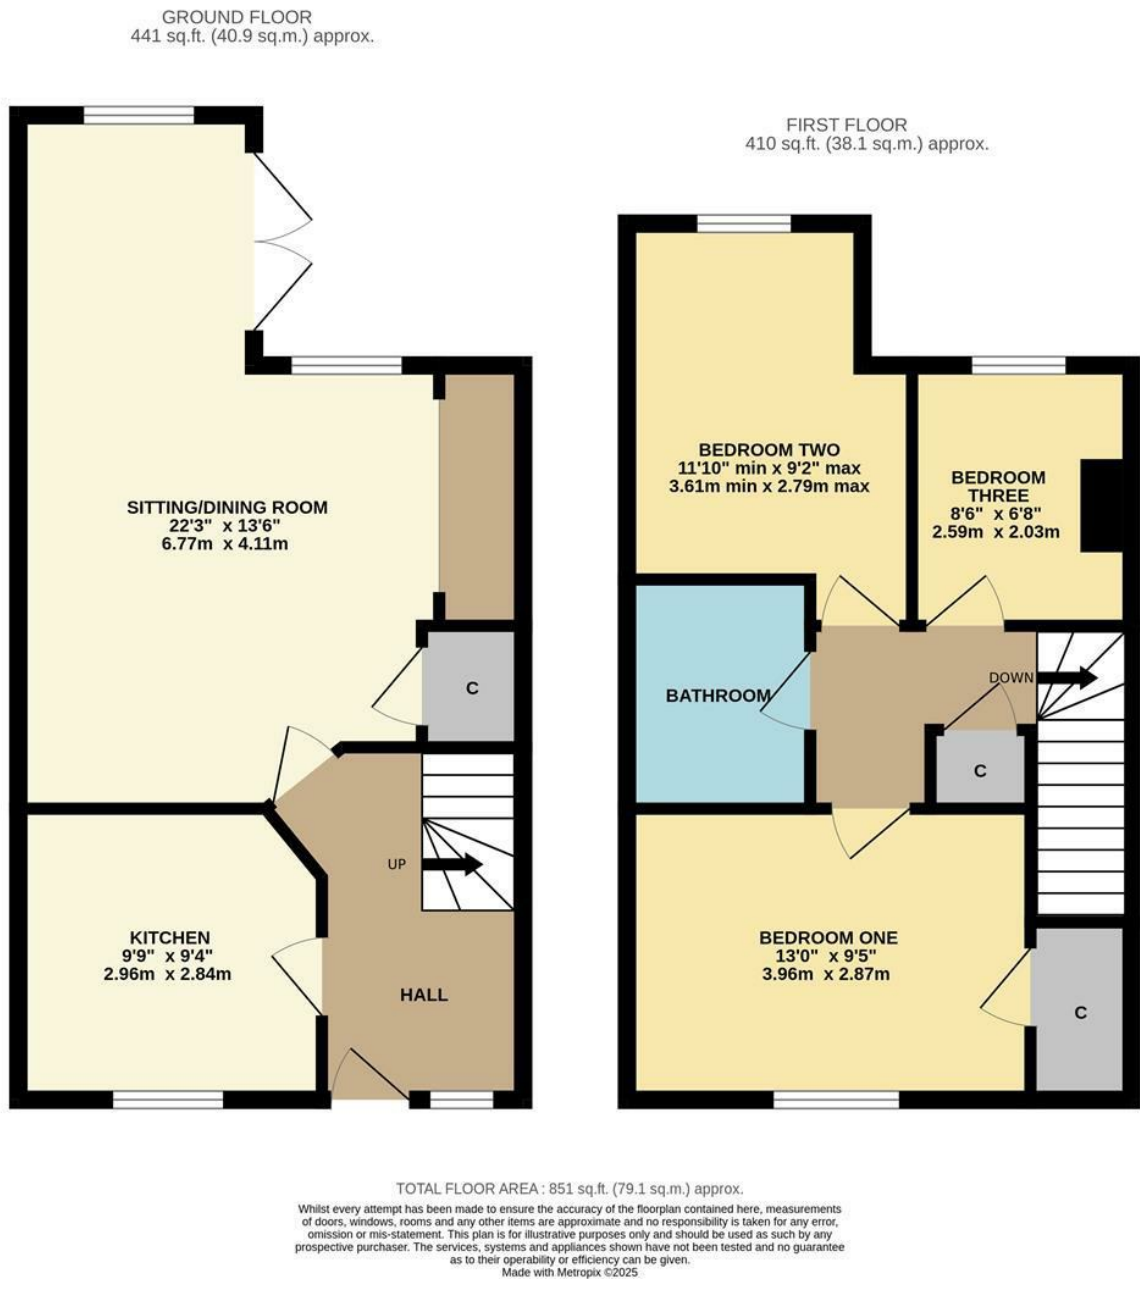 GROUND FLOOR
441 sq.ft. (40.9 sq.m.) approx.
SITTING/DINING ROOM
22'3" x 13'6"
6.77m x 4.11m
C
UP
KITCHEN
9'9" x 9'4"
2.96m x 2.84m
HALL
FIRST FLOOR
410 sq.ft. (38.1 sq.m.) approx.
BEDROOM TWO
11'10" min x 9'2" max
3.61m min x 2.79m max
BEDROOM
THREE
8'6" x 6'8"
2.59m x 2.03m
BATHROOM
DOWN
C
BEDROOM ONE
13'0" x 9'5"
3.96m x 2.87m
C
TOTAL FLOOR AREA : 851 sq.ft. (79.1 sq.m.) approx.
Whilst every attempt has been made to ensure the accuracy of the floorplan contained here, measurements
of doors, windows, rooms and any other items are approximate and no responsibility is taken for any error,
omission or mis-statement. This plan is for illustrative purposes only and should be used as such by any
prospective purchaser. The services, systems and appliances shown have not been tested and no guarantee
as to their operability or efficiency can be given.
Made with Metropix ©2025